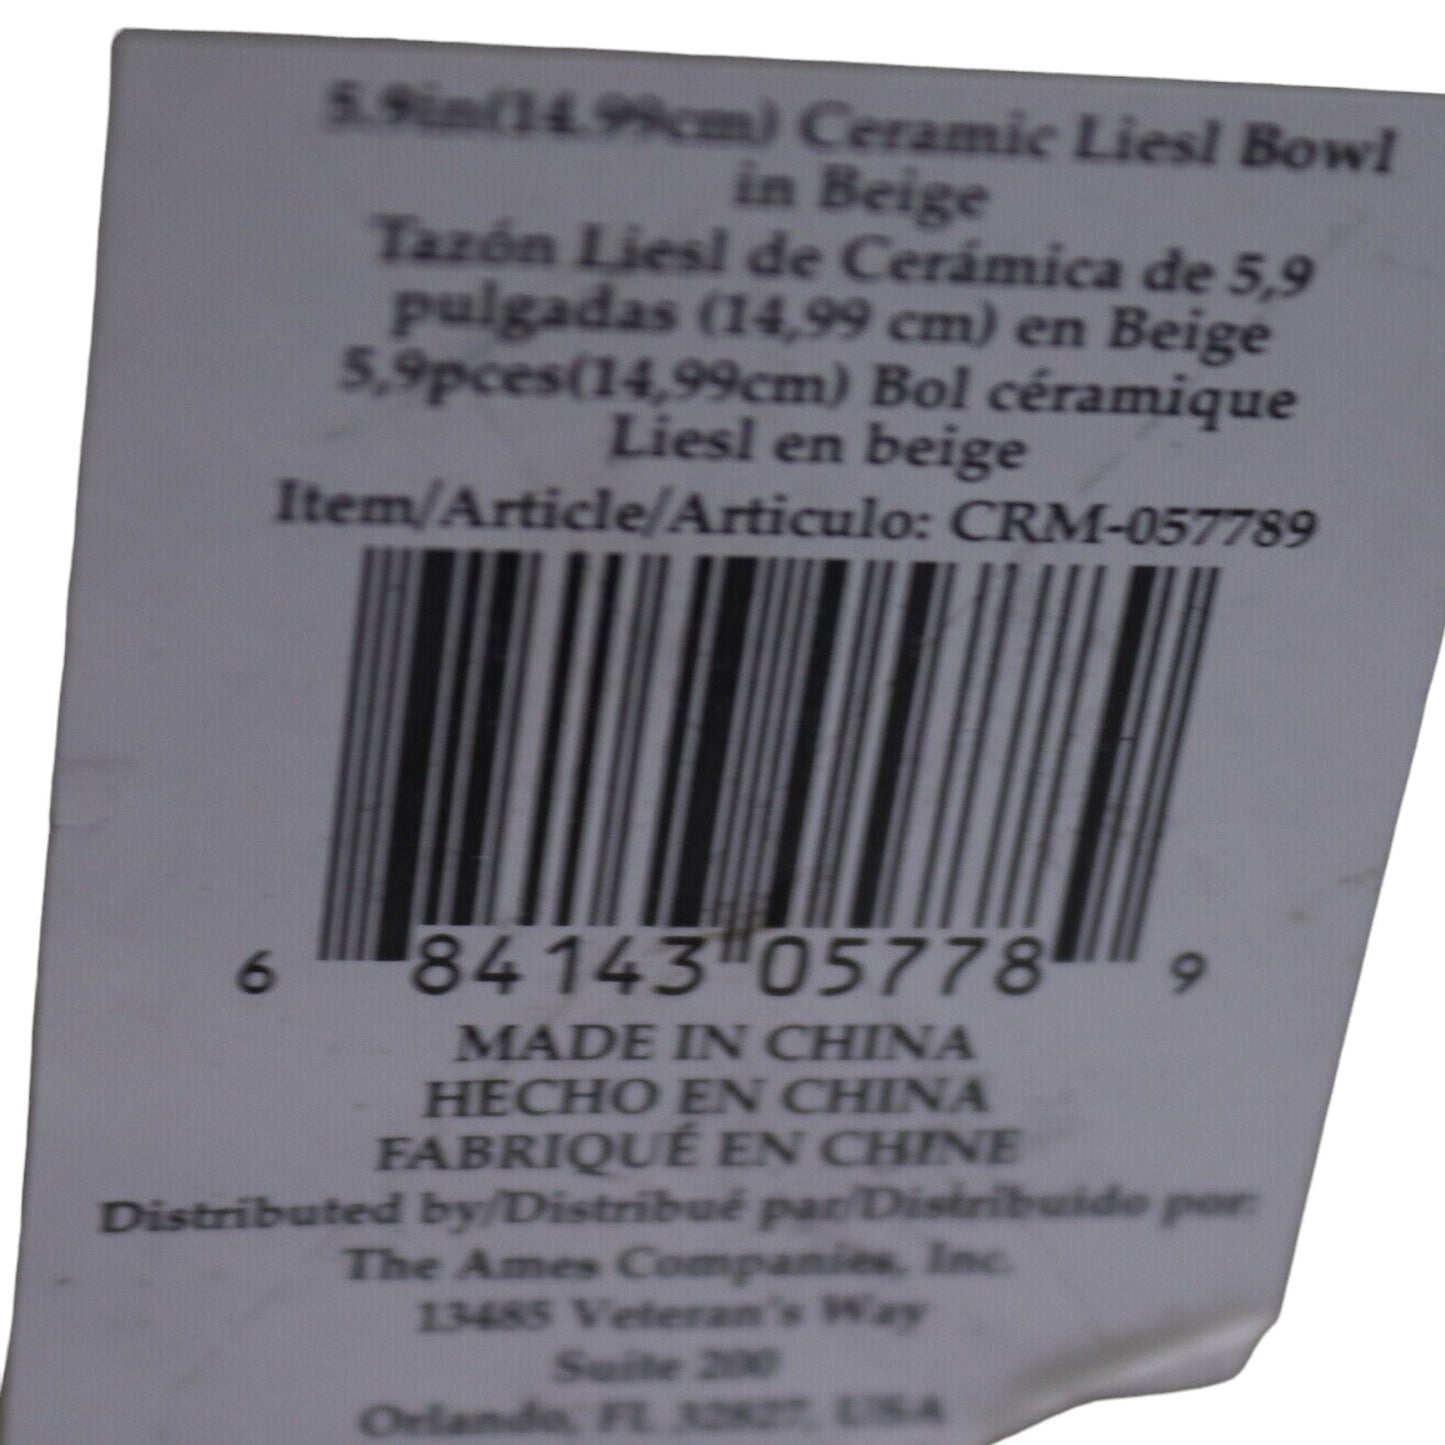 5.9in(14.99cm) Ceramic Liesl Bowl
in Beige
Tazón Liesl de Cerámica de 5,9
pulgadas (14,99 cm) en Beige
5,9pces(14,99cm) Bol céramique
Liesl en beige
Item/Article/Articulo: CRM-057789
6 84143 05778 9
MADE IN CHINA
HECHO EN CHINA
FABRIQUÉ EN CHINE
Distributed by/Distribué par/Distribuido por:
The Ames Companies, Inc.
13485 Veteran's Way
Suite 200
Orlando, FL 32827, USA